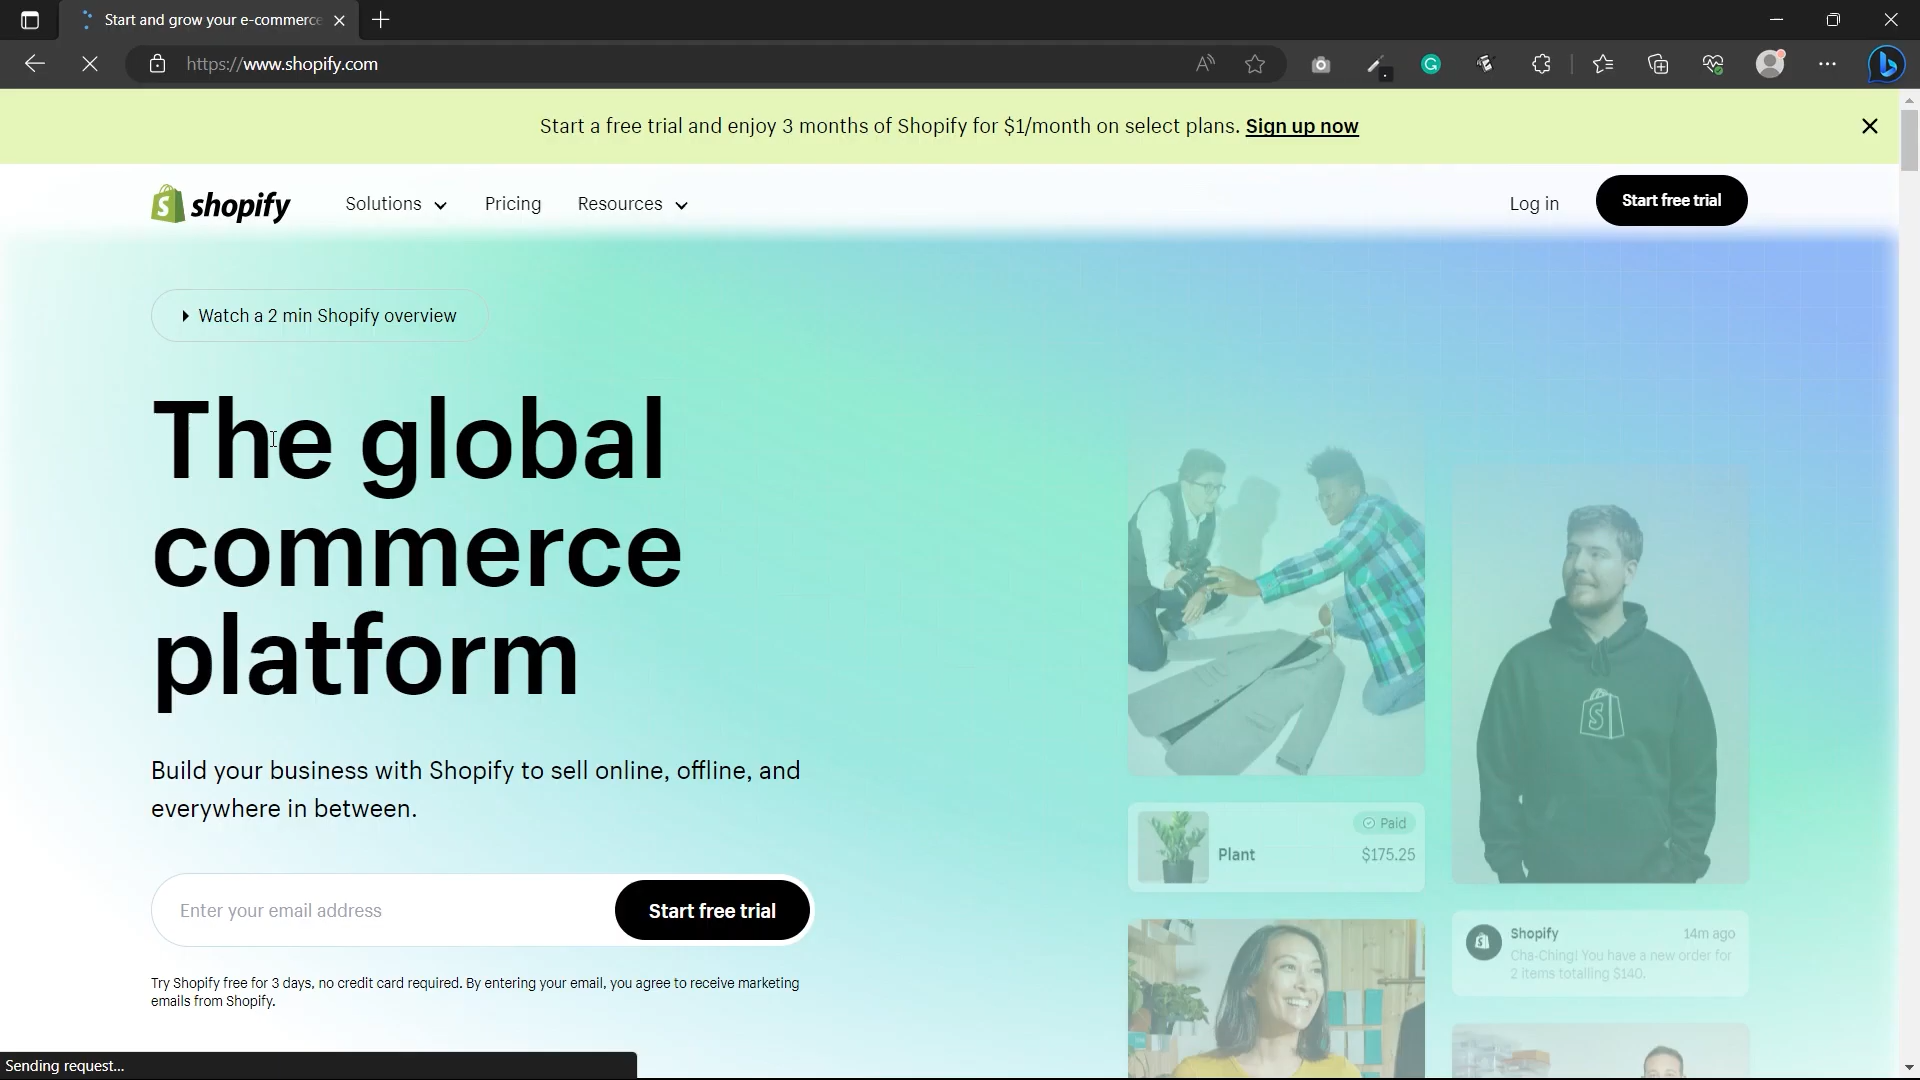 Start and grow your e-commerce
https://www.shopify.com
Start a free trial and enjoy 3 months of Shopify for $1/month on select plans. Sign up now
shopify
Solutions
Pricing
Resources
Log in
Start free trial
Watch a 2 min Shopify overview
The global
commerce
platform
Build your business with Shopify to sell online, offline, and
everywhere in between.
Enter your email address
Start free trial
Try Shopify free for 3 days, no credit card required. By entering your email, you agree to receive marketing
emails from Shopify.
Paid
Plant
$175.25
Shopify
14m ago
Cha-Ching! You have a new order for
2 items totalling $140.
Sending request...